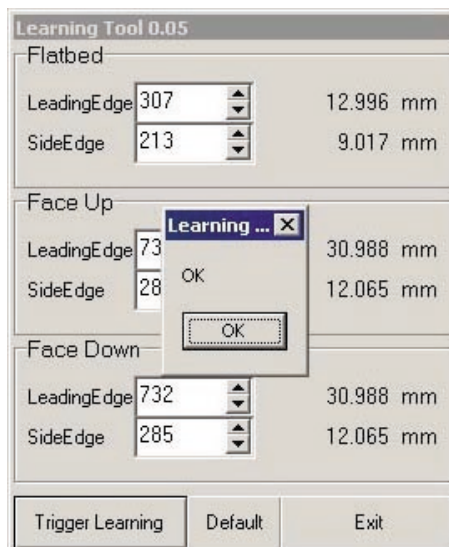 Learning Tool 0.05
Flatbed
LeadingEdge 307 12.996 mm
SideEdge 213 9.017 mm
Face Up
LeadingEdge 73 30.988 mm
SideEdge 28 12.065 mm
Learning ...
OK
OK
Face Down
LeadingEdge 732 30.988 mm
SideEdge 285 12.065 mm
Trigger Learning Default Exit